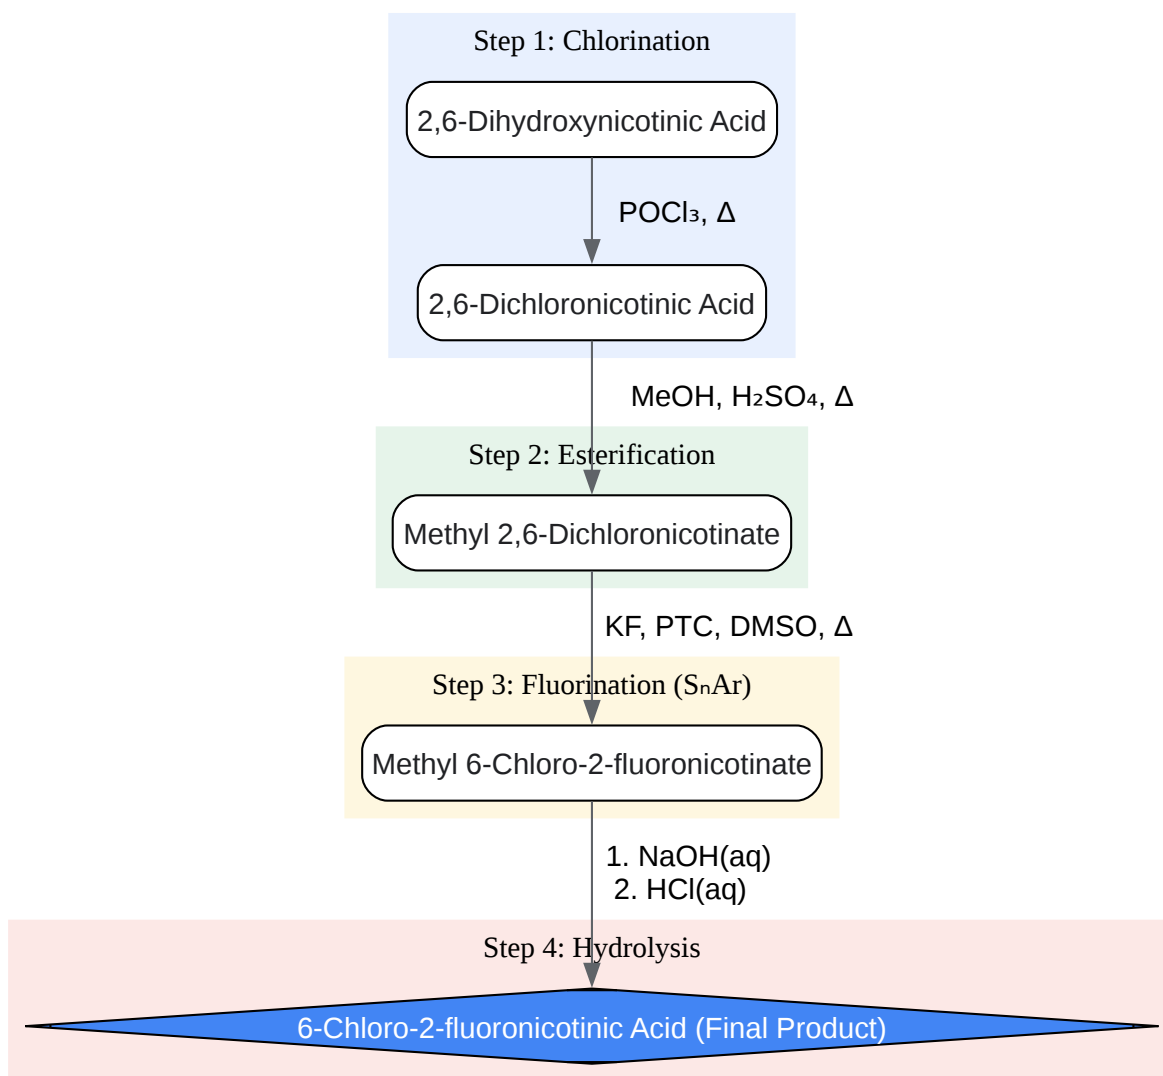 Step 1: Chlorination
2,6-Dihydroxynicotinic Acid
POCl₃, Δ
2,6-Dichloronicotinic Acid
MeOH, H₂SO₄, Δ
Step 2: Esterification
Methyl 2,6-Dichloronicotinate
KF, PTC, DMSO, Δ
Step 3: Fluorination (SₙAr)
Methyl 6-Chloro-2-fluoronicotinate
1. NaOH(aq)
2. HCl(aq)
Step 4: Hydrolysis
6-Chloro-2-fluoronicotinic Acid (Final Product)